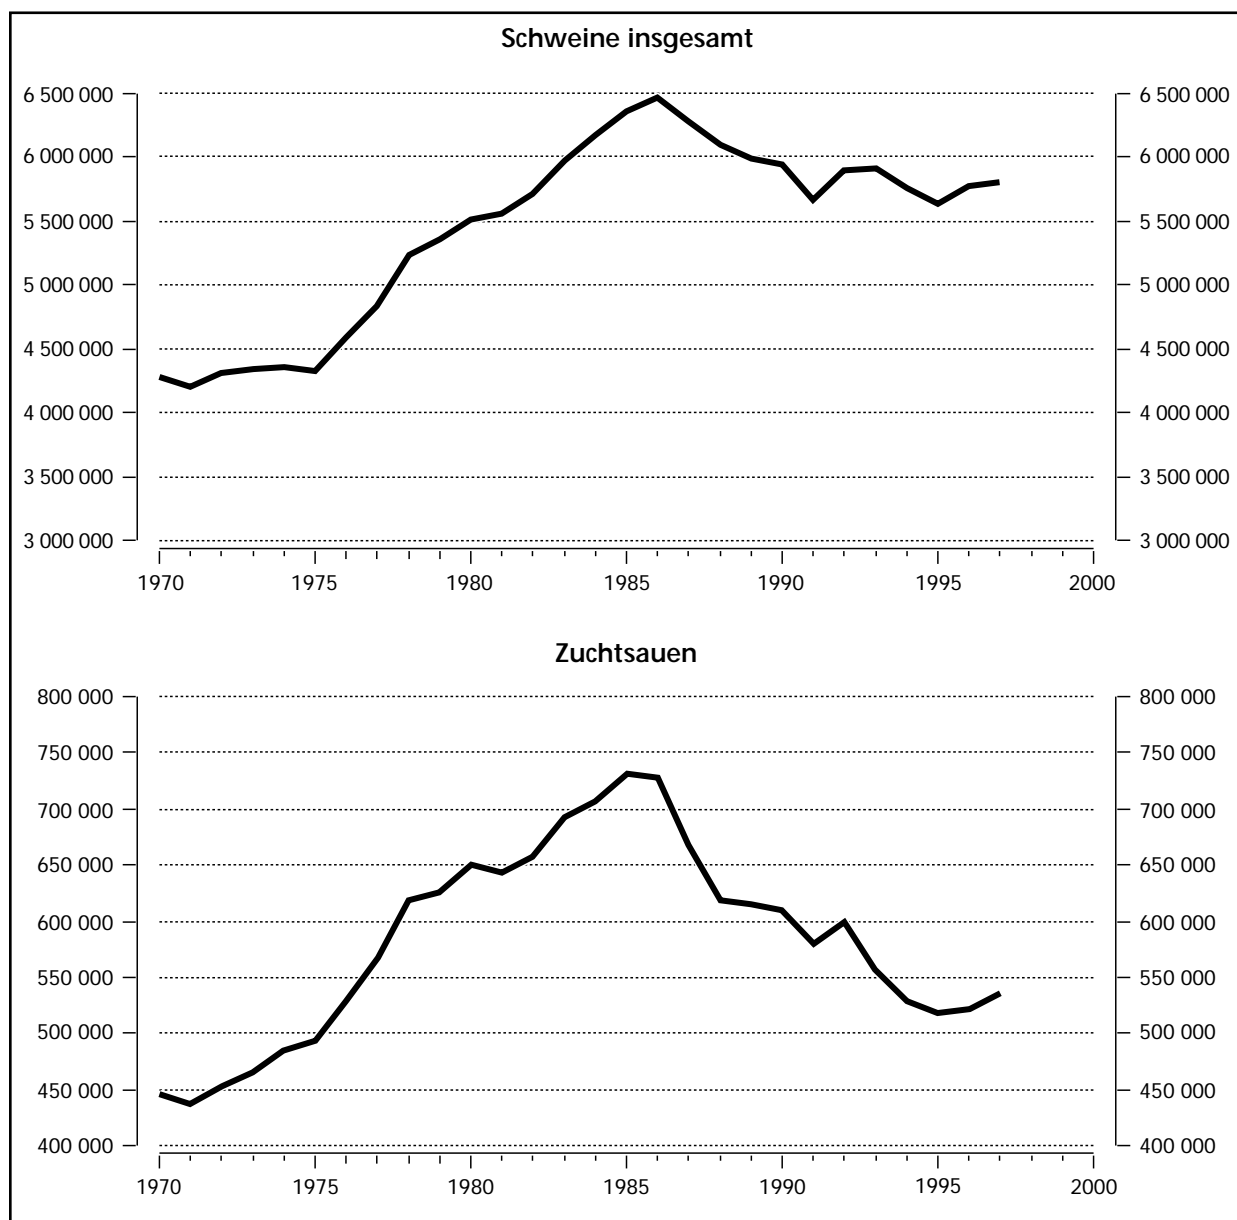 Schweine insgesamt
6 500 000 6 500 000
6 000 000 6 000 000
5 500 000 5 500 000
5 000 000 5 000 000
4 500 000 4 500 000
4 000 000 4 000 000
3 500 000 3 500 000
3 000 000 3 000 000
1970 1975 1980 1985 1990 1995 2000
Zuchtsauen
800 000 800 000
750 000 750 000
700 000 700 000
650 000 650 000
600 000 600 000
550 000 550 000
500 000 500 000
450 000 450 000
400 000 400 000
1970 1975 1980 1985 1990 1995 2000